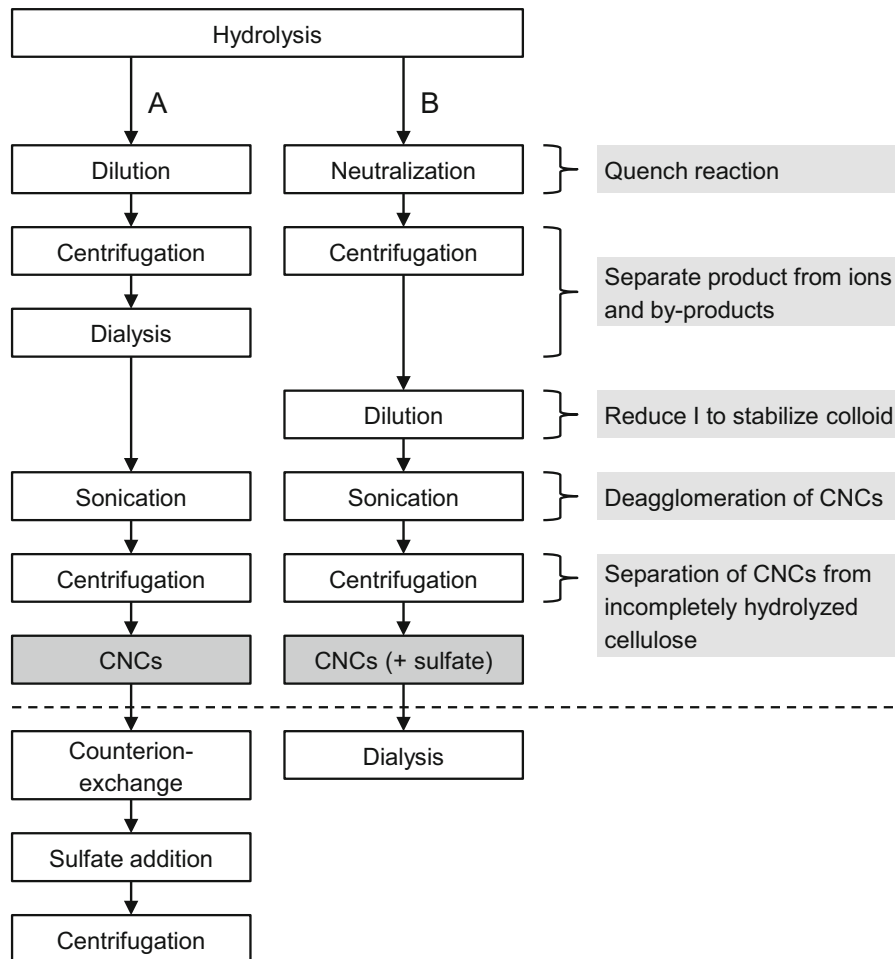 Hydrolysis
A
B
Dilution
Neutralization
Quench reaction
Centrifugation
Centrifugation
Separate product from ions
and by-products
Dialysis
Dilution
Reduce I to stabilize colloid
Sonication
Sonication
Deagglomeration of CNCs
Centrifugation
Centrifugation
Separation of CNCs from
incompletely hydrolyzed
cellulose
CNCs
CNCs (+ sulfate)
Counterion-
exchange
Dialysis
Sulfate addition
Centrifugation